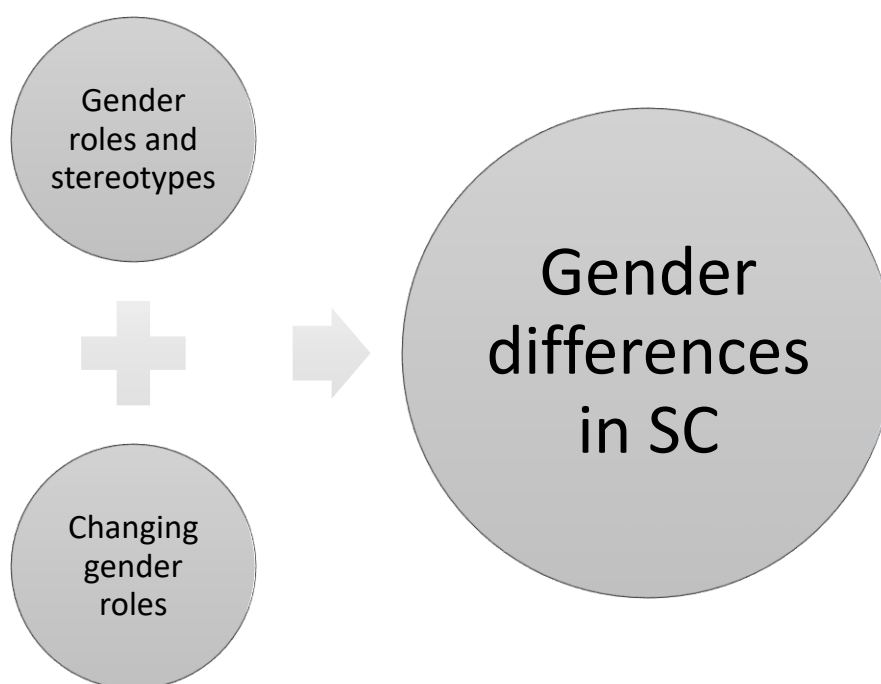 Gender
roles and
stereotypes
Changing
gender
roles
Gender
differences
in SC